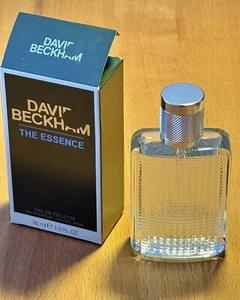 DAVID
BECKHAM
DAVID
BECKHAM
THE ESSENCE
EAU DE TOILETTE